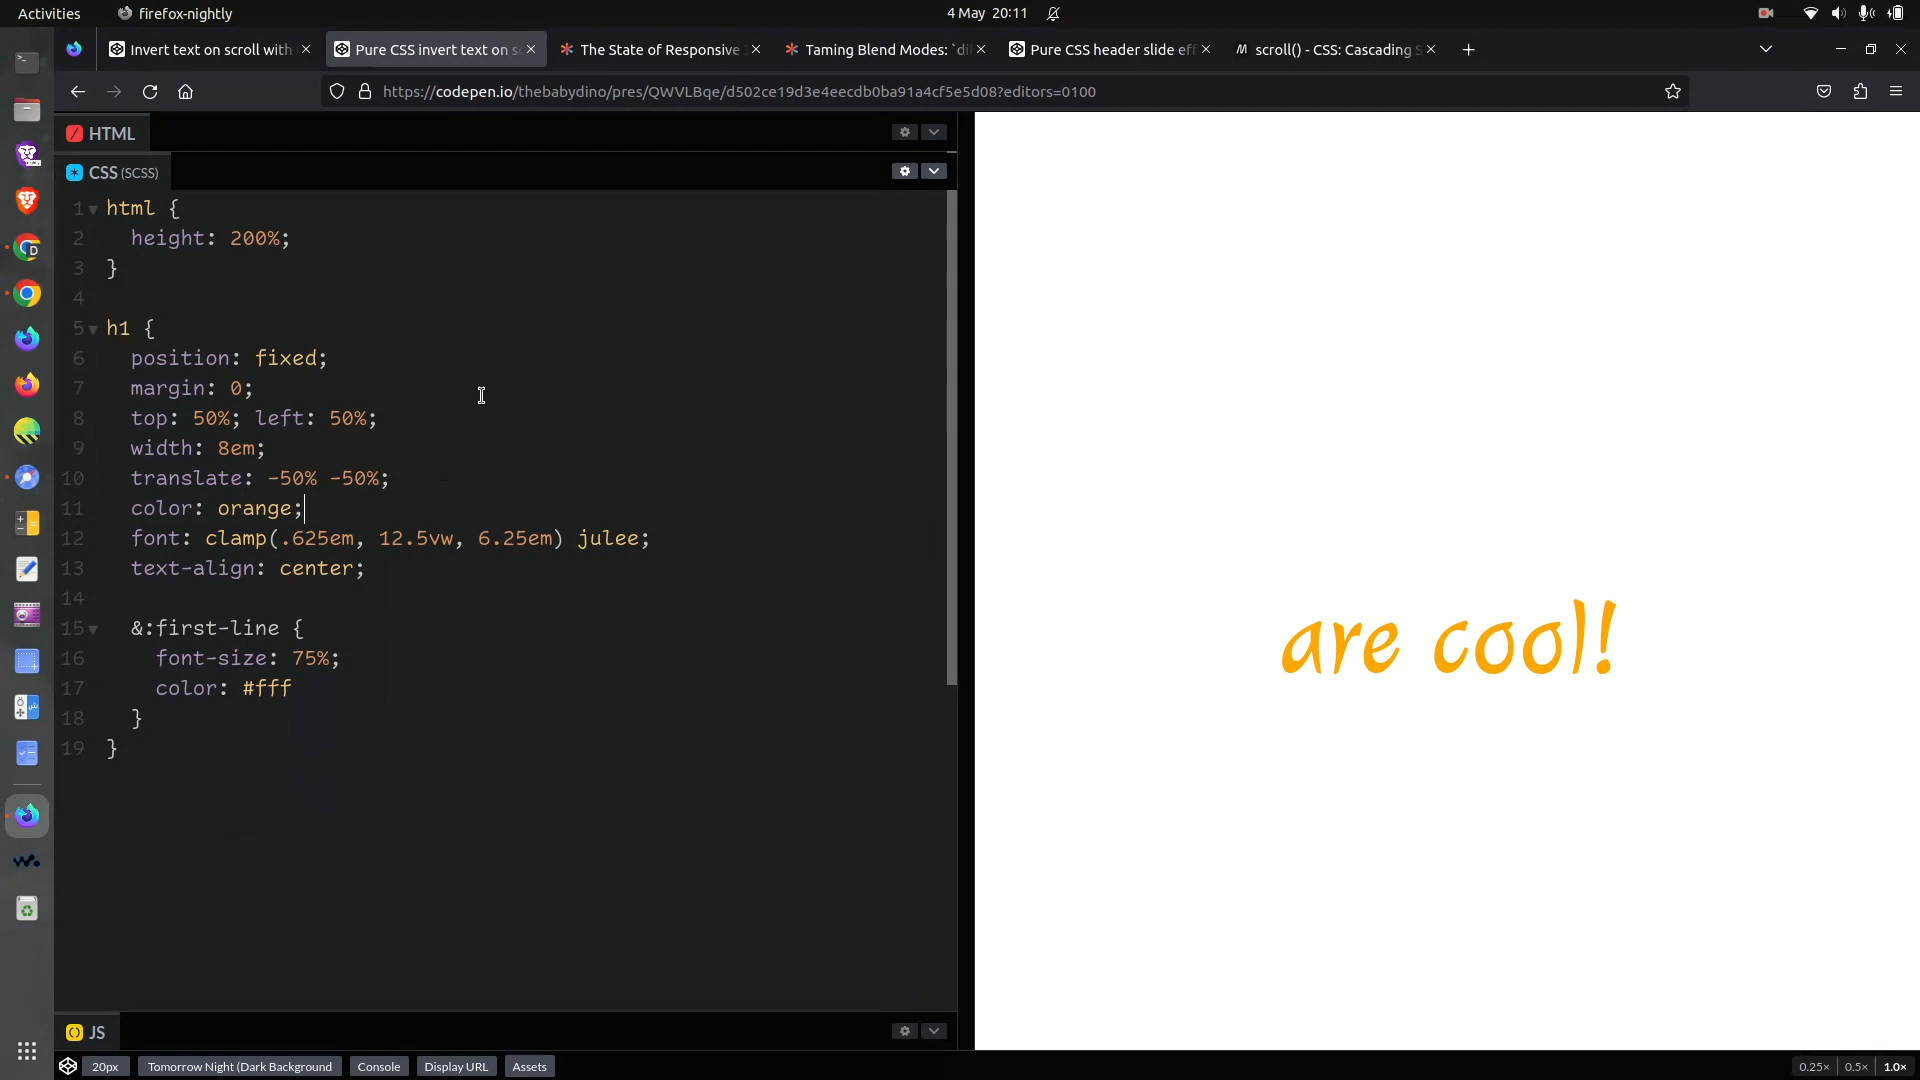 Activities
firefox-nightly
4 May 20:11
Invert text on scroll with
Pure CSS invert text on s
The State of Responsive
Taming Blend Modes: `di
Pure CSS header slide ef
scroll() - CSS: Cascading S
https://codepen.io/thebabydino/pres/QWVLBqe/d502ce19d3e4eecdb0ba91a4cf5e5d08?editors=0100
HTML
CSS (SCSS)
1 html {
2 height: 200%;
3 }
4
5 h1 {
6 position: fixed;
7 margin: 0;
8 top: 50%; left: 50%;
9 width: 8em;
10 translate: -50% -50%;
11 color: orange;
12 font: clamp(.625em, 12.5vw, 6.25em) julee;
13 text-align: center;
14
15 &:first-line {
16 font-size: 75%;
17 color: #fff
18 }
19 }
are cool!
JS
20px
Tomorrow Night (Dark Background
Console
Display URL
Assets
0.25×
0.5×
1.0×